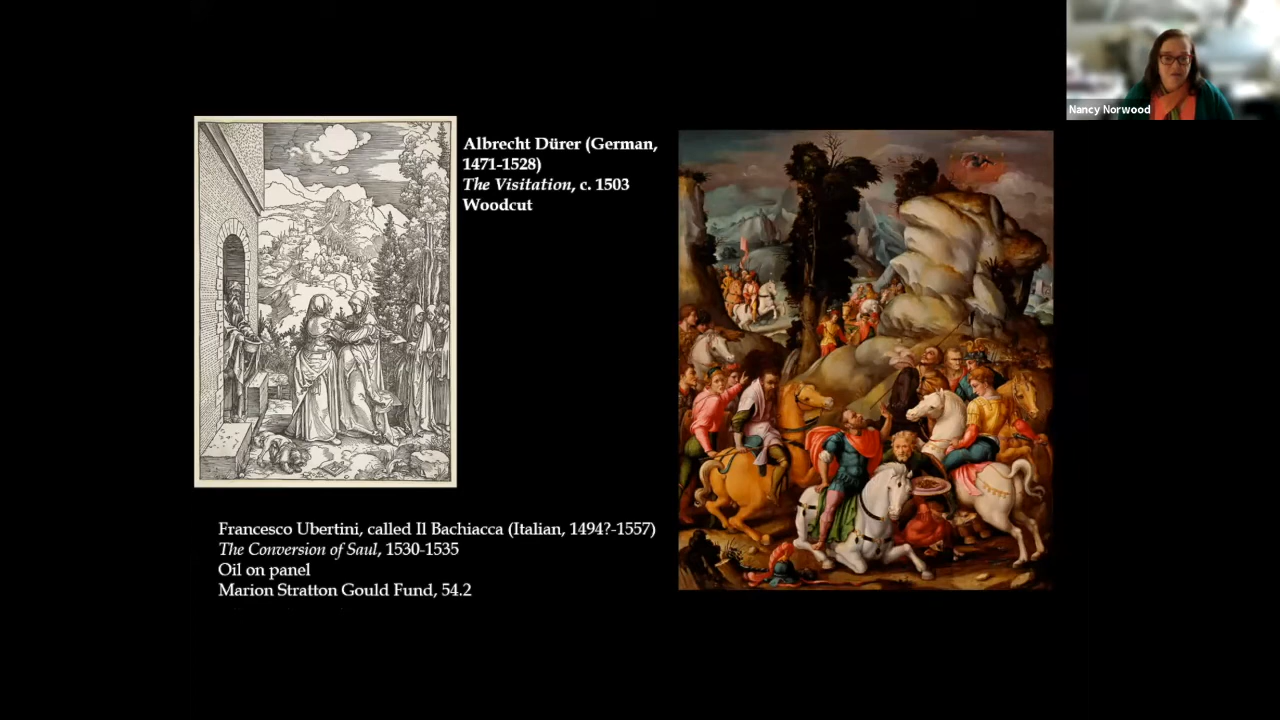 Nancy Norwood
Albrecht Dürer (German,
1471-1528)
The Visitation, c. 1503
Woodcut
Francesco Ubertini, called Il Bachiacca (Italian, 1494?-1557)
The Conversion of Saul, 1530-1535
Oil on panel
Marion Stratton Gould Fund, 54.2